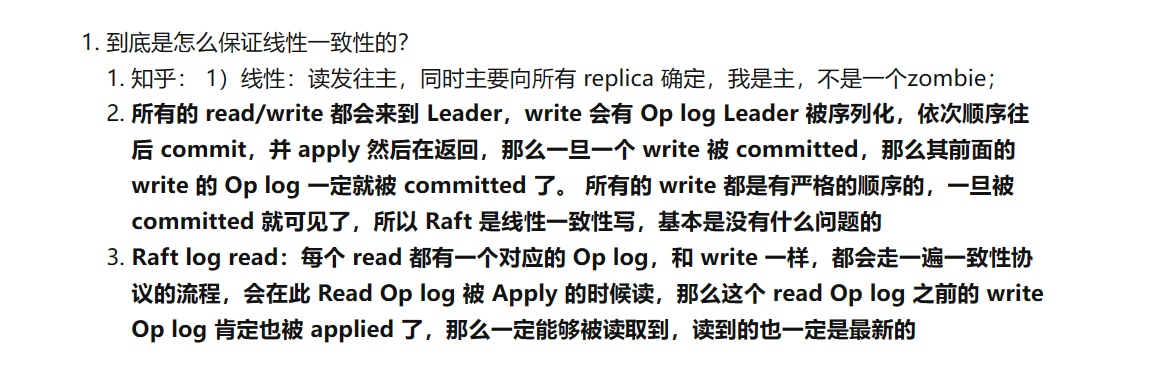 1. 到底是怎么保证线性一致性的？
1. 知乎： 1）线性：读发往主，同时主要向所有 replica 确定，我是主，不是一个zombie；
2. 所有的 read/write 都会来到 Leader，write 会有 Op log Leader 被序列化，依次顺序往
后 commit，并 apply 然后在返回，那么一旦一个 write 被 committed，那么其前面的
write 的 Op log 一定就被 committed 了。 所有的 write 都是有严格的顺序的，一旦被
committed 就可见了，所以 Raft 是线性一致性写，基本是没有什么问题的
3. Raft log read：每个 read 都有一个对应的 Op log，和 write 一样，都会走一遍一致性协
议的流程，会在此 Read Op log 被 Apply 的时候读，那么这个 read Op log 之前的 write
Op log 肯定也被 applied 了，那么一定能够被读取到，读到的也一定是最新的